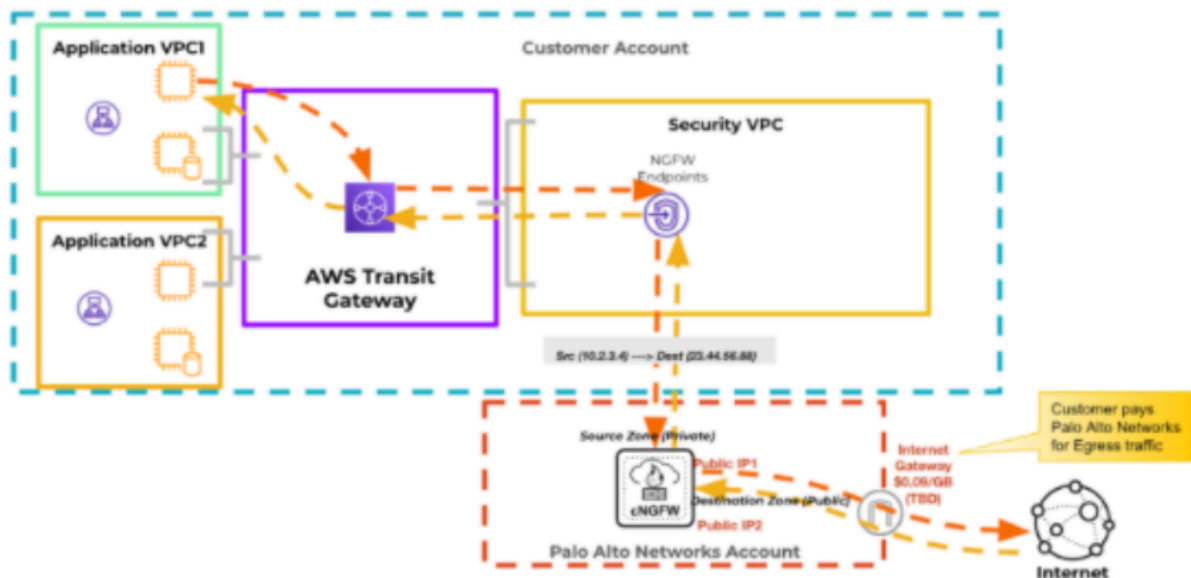 Application VPC1
Customer Account
Security VPC
NGFW
Endpoints
Application VPC2
AWS Transit
Gateway
Src (10.2.3.4) ---> Dest (23.44.56.88)
Customer pays
Palo Alto Networks
for Egress traffic
Source Zone (Private)
Public IP1
Internet
Gateway
$0.09/GB
(TBD)
Destination Zone (Public)
cNGFW
Public IP2
Palo Alto Networks Account
Internet